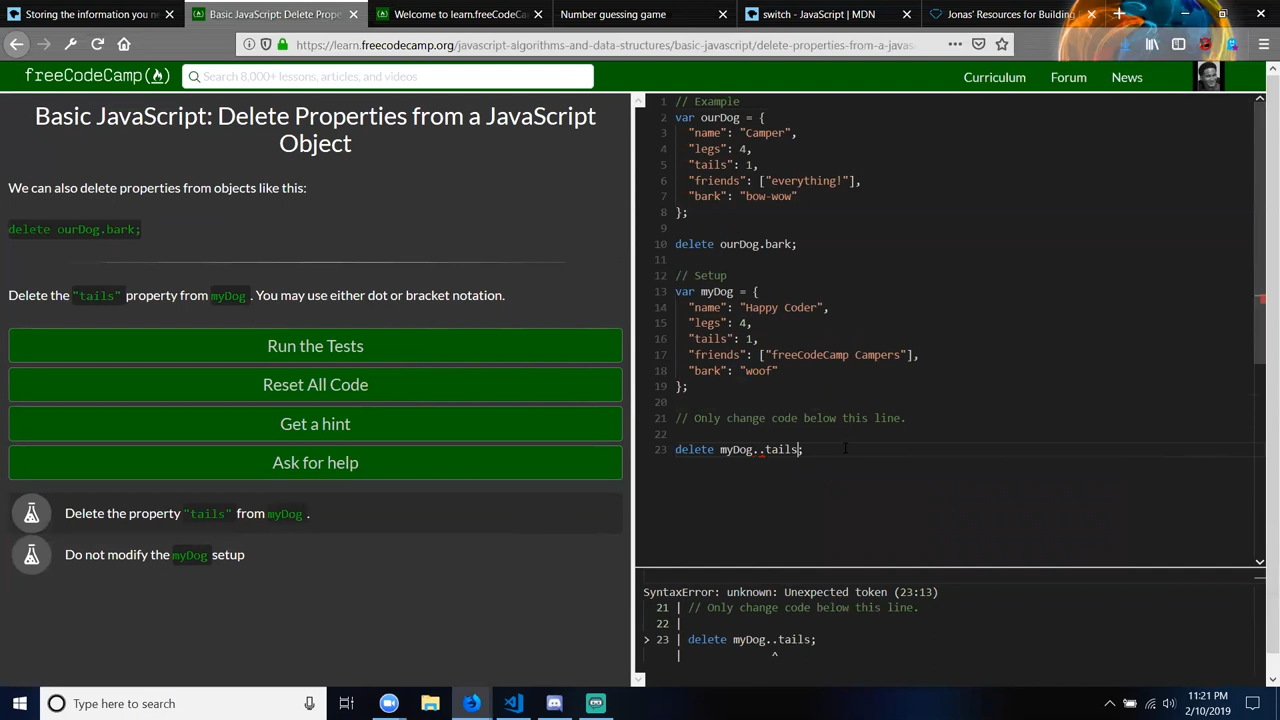 Storing the information you ne
Basic JavaScript: Delete Prope
Welcome to learn.freeCodeCa
Number guessing game
switch - JavaScript | MDN
Jonas' Resources for Building
https://learn.freecodecamp.org/javascript-algorithms-and-data-structures/basic-javascript/delete-properties-from-a-javas
freeCodeCamp
Search 8,000+ lessons, articles, and videos
Curriculum
Forum
News
Basic JavaScript: Delete Properties from a JavaScript
Object
We can also delete properties from objects like this:
delete ourDog.bark;
Delete the "tails" property from myDog. You may use either dot or bracket notation.
Run the Tests
Reset All Code
Get a hint
Ask for help
Delete the property "tails" from myDog.
Do not modify the myDog setup
1 // Example
2 var ourDog = {
3 "name": "Camper",
4 "legs": 4,
5 "tails": 1,
6 "friends": ["everything!"],
7 "bark": "bow-wow"
8 };
9
10 delete ourDog.bark;
11
12 // Setup
13 var myDog = {
14 "name": "Happy Coder",
15 "legs": 4,
16 "tails": 1,
17 "friends": ["freeCodeCamp Campers"],
18 "bark": "woof"
19 };
20
21 // Only change code below this line.
22
23 delete myDog..tails;
SyntaxError: unknown: Unexpected token (23:13)
21 | // Only change code below this line.
22 |
> 23 | delete myDog..tails;
| ^
Type here to search
11:21 PM
2/10/2019